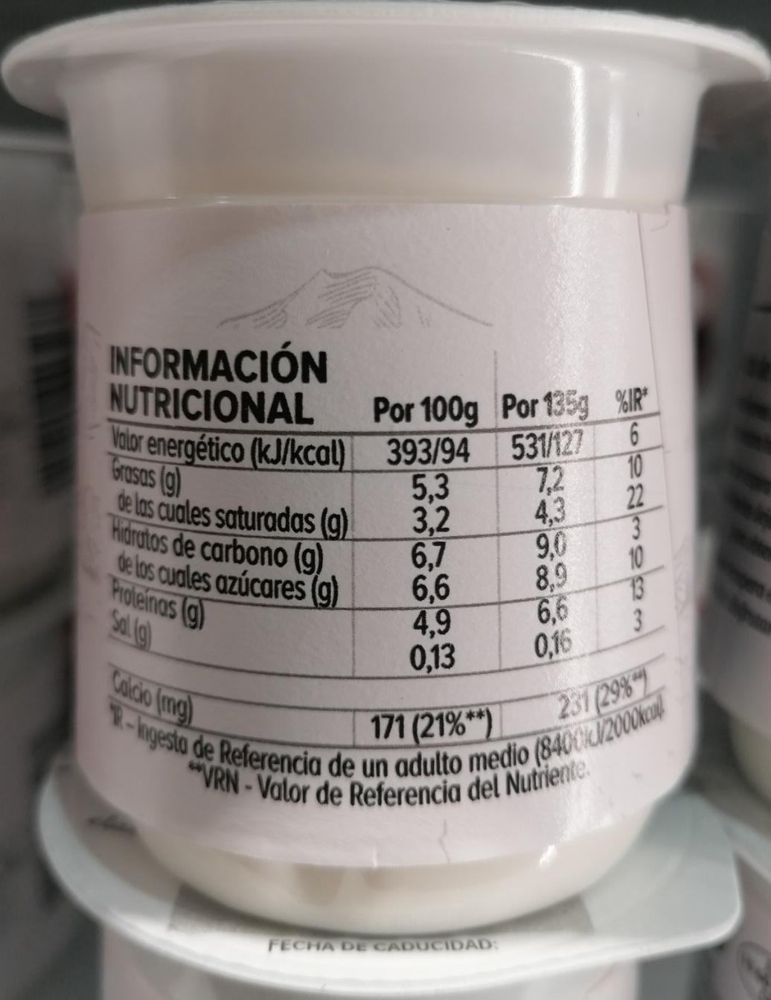 INFORMACIÓN
NUTRICIONAL Por 100g Por 135g %IR*
Valor energético (kJ/kcal) 393/94 531/127 6
Grasas (g) 5,3 7,2 10
de las cuales saturadas (g) 3,2 4,3 22
Hidratos de carbono (g) 6,7 9,0 3
de los cuales azúcares (g) 6,6 8,9 10
Proteínas (g) 4,9 6,6 13
Sal (g) 0,13 0,16 3
Calcio (mg) 171 (21%**) 231 (29%**)
*IR - Ingesta de Referencia de un adulto medio (8400kJ/2000kcal).
**VRN - Valor de Referencia del Nutriente.
FECHA DE CADUCIDAD: